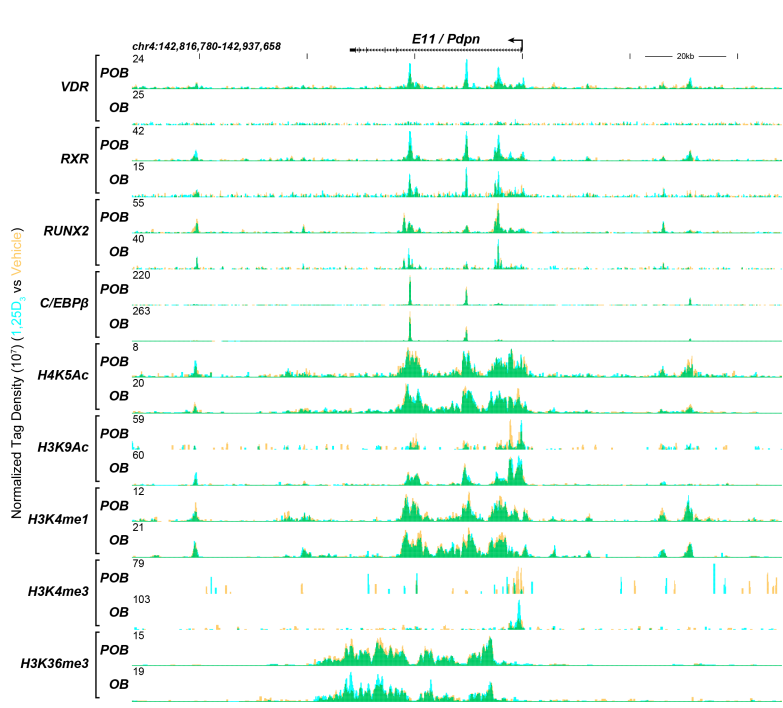 E11 / Pdpn
chr4:142,816,780-142,937,658
20kb
Normalized Tag Density (10⁷) (1,25D₃ vs Vehicle)
VDR
POB
24
OB
25
RXR
POB
42
OB
15
RUNX2
POB
55
OB
40
C/EBPβ
POB
220
OB
263
H4K5Ac
POB
8
OB
20
H3K9Ac
POB
59
OB
60
H3K4me1
POB
12
OB
21
H3K4me3
POB
79
OB
103
H3K36me3
POB
15
OB
19